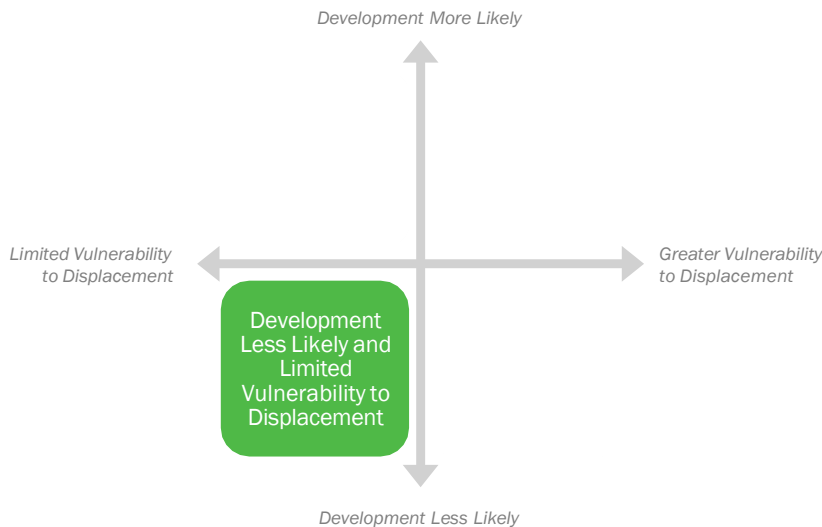 Development More Likely
Limited Vulnerability
to Displacement
Greater Vulnerability
to Displacement
Development
Less Likely and
Limited
Vulnerability to
Displacement
Development Less Likely